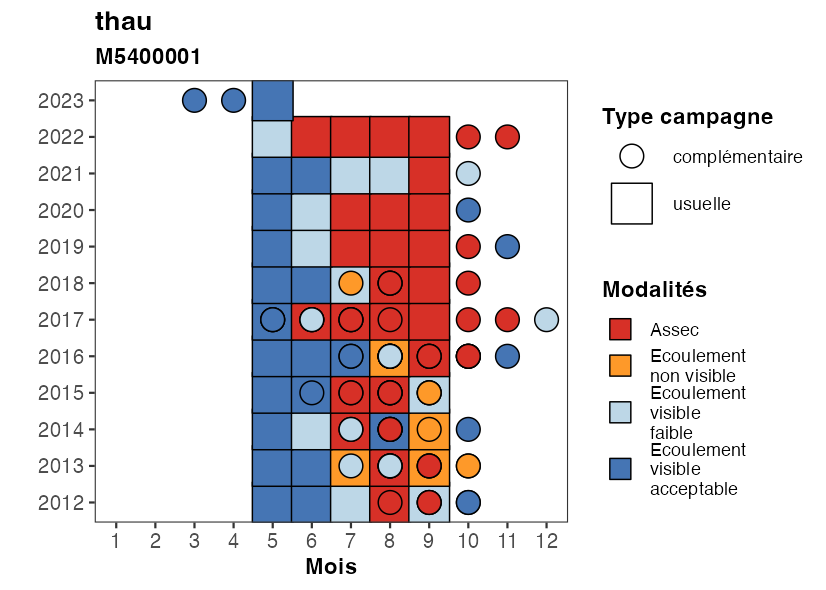 thau
M5400001
2023
2022
2021
2020
2019
2018
2017
2016
2015
2014
2013
2012
1 2 3 4 5 6 7 8 9 10 11 12
Mois
Type campagne
complémentaire
usuelle
Modalités
Assec
Ecoulement
non visible
Ecoulement
visible
faible
Ecoulement
visible
acceptable